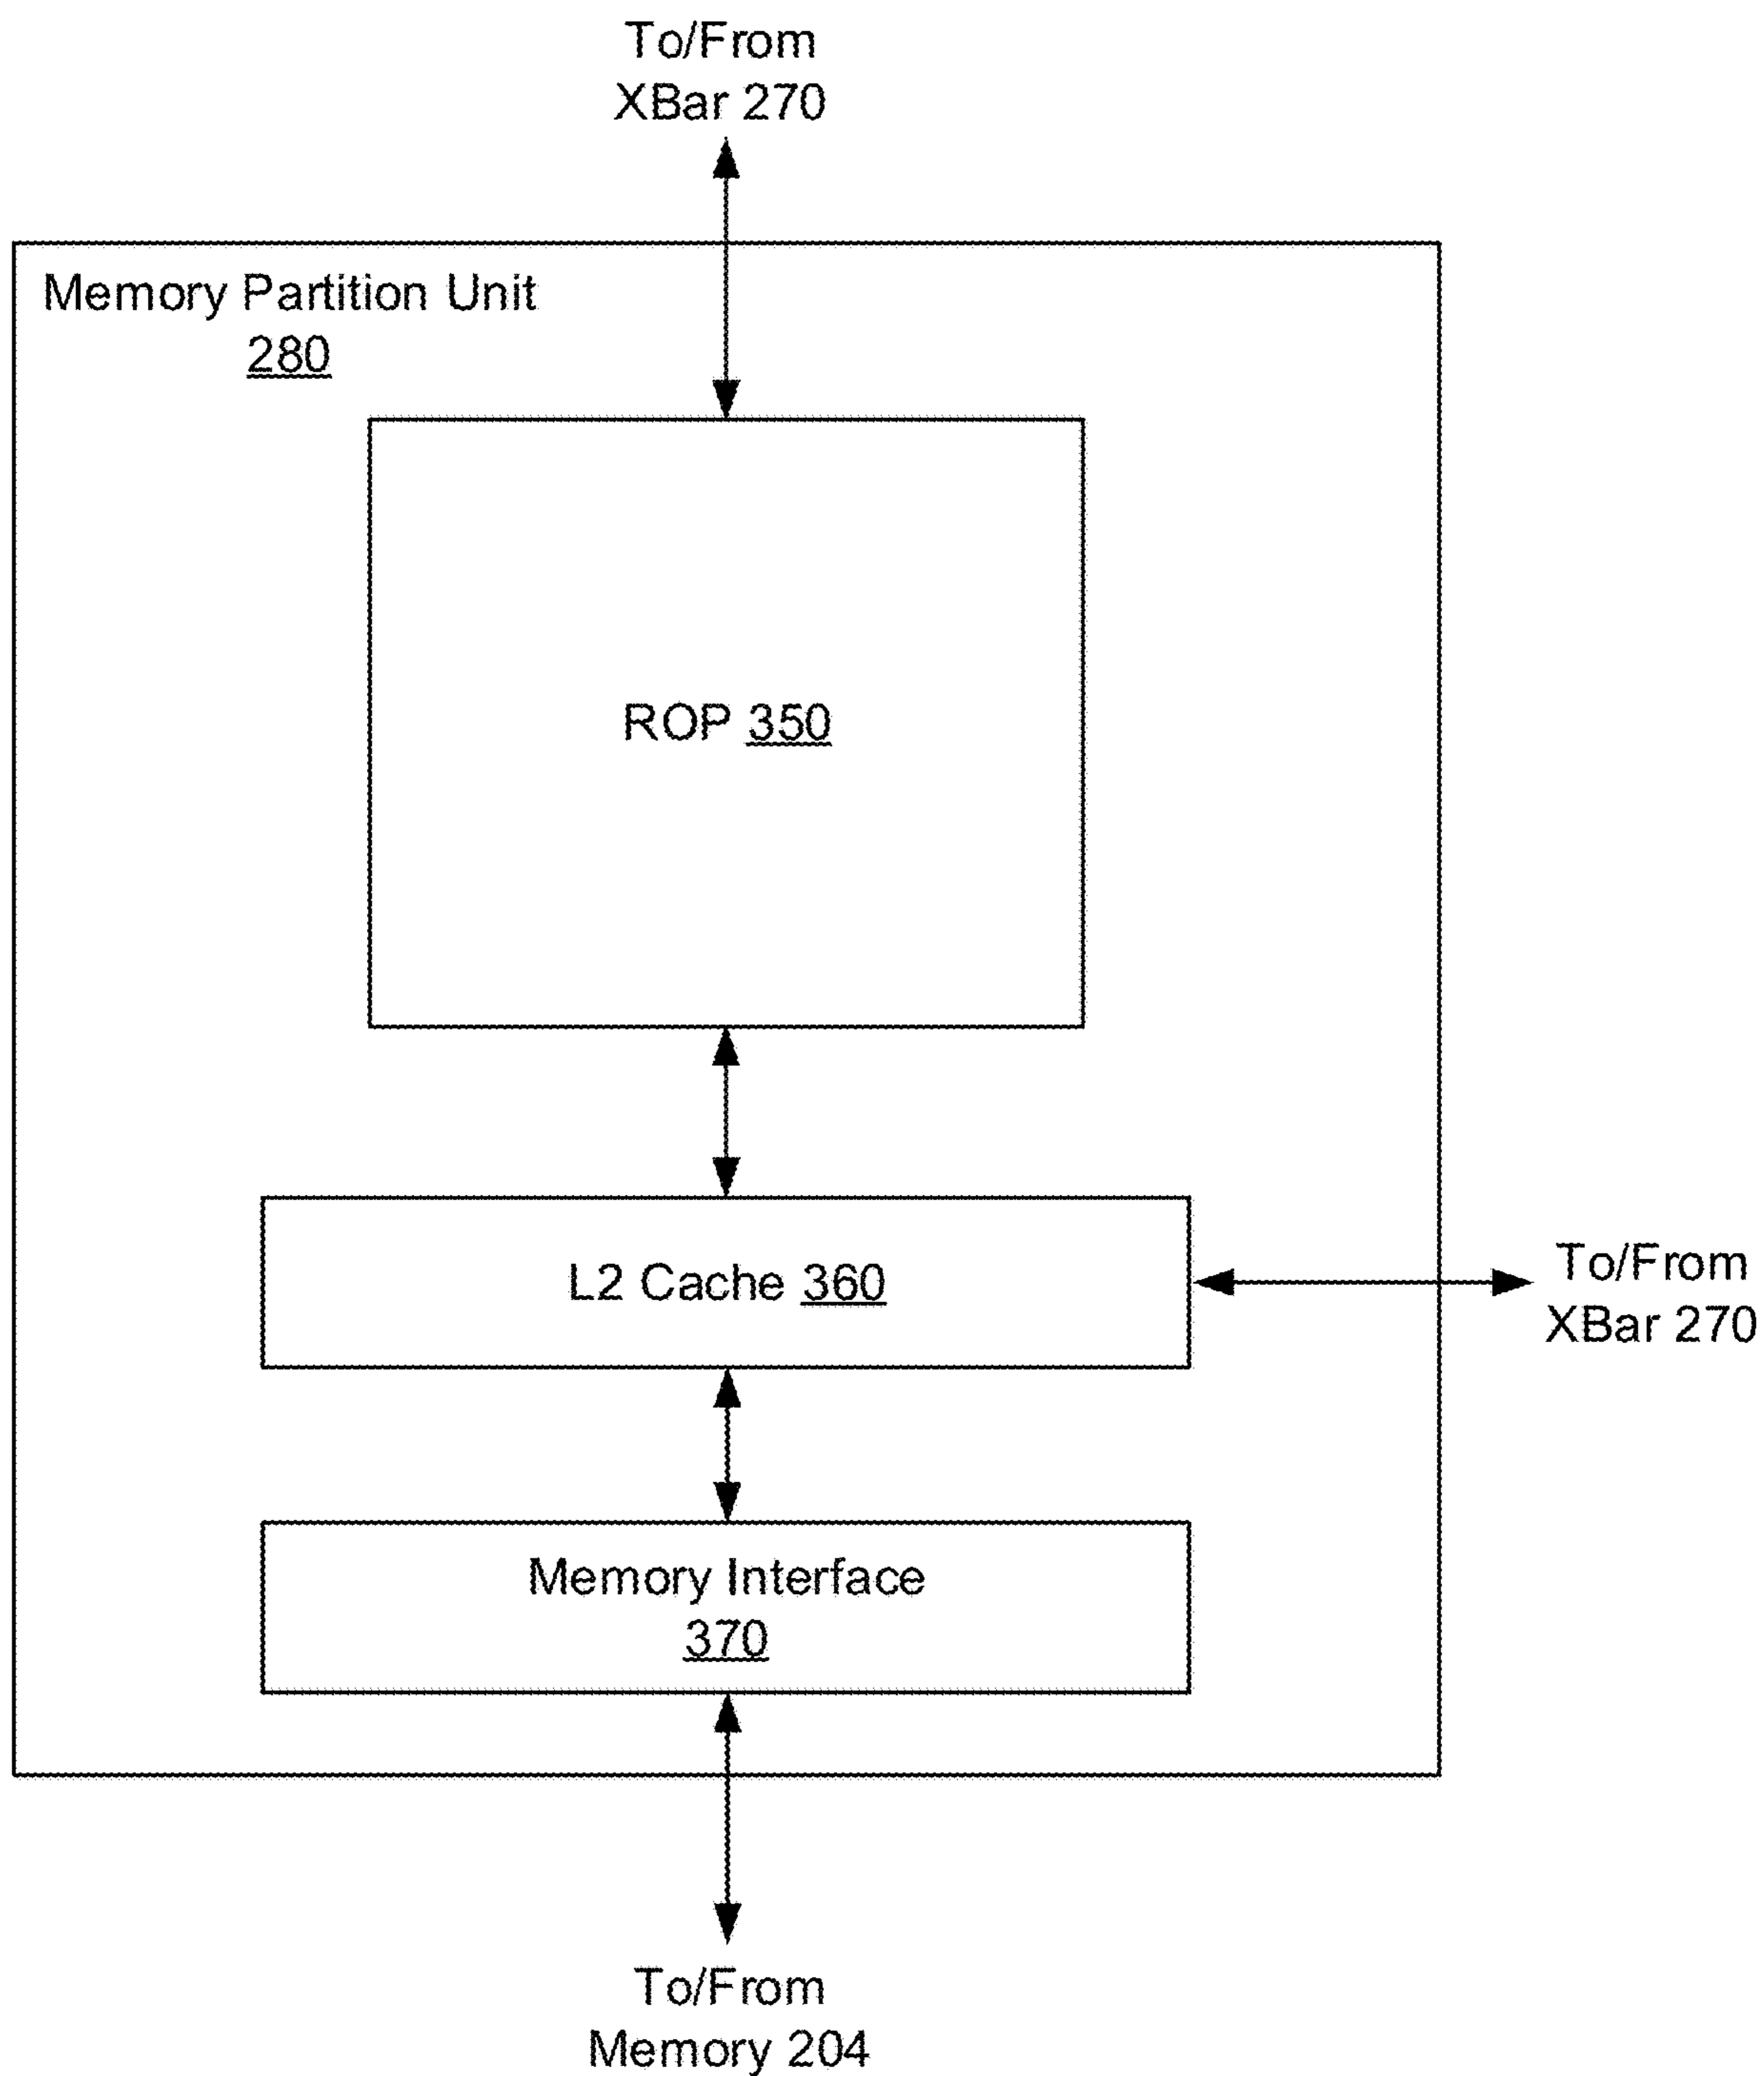 To/From
XBar 270
Memory Partition Unit
280
ROP 350
L2 Cache 360
To/From
XBar 270
Memory Interface
370
To/From
Memory 204